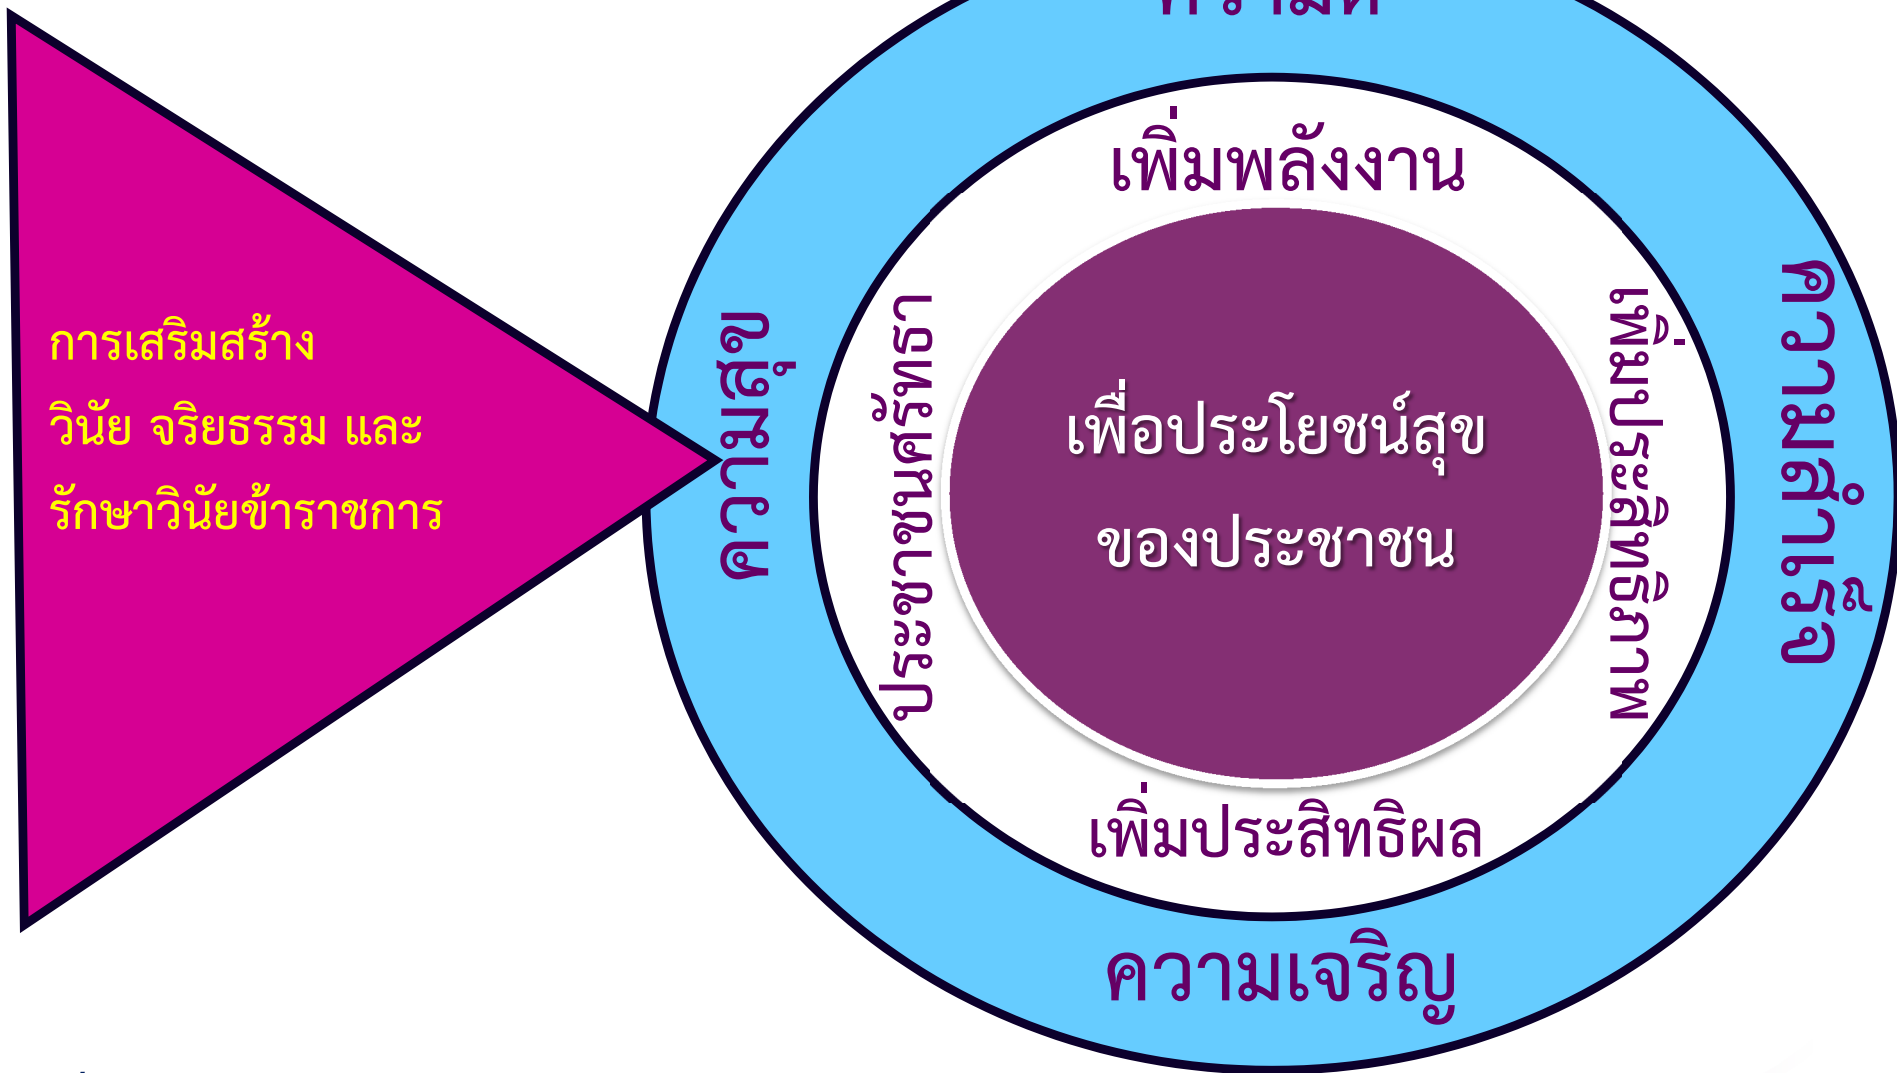 เพิ่มพลังงาน
การเสริมสร้าง
วินัย จริยธรรม และ
รักษาวินัยข้าราชการ
ความสุข
ประชาชนศรัทธา
เพื่อประโยชน์สุข
ของประชาชน
เพิ่มประสิทธิภาพ
ความสำเร็จ
เพิ่มประสิทธิผล
ความเจริญ